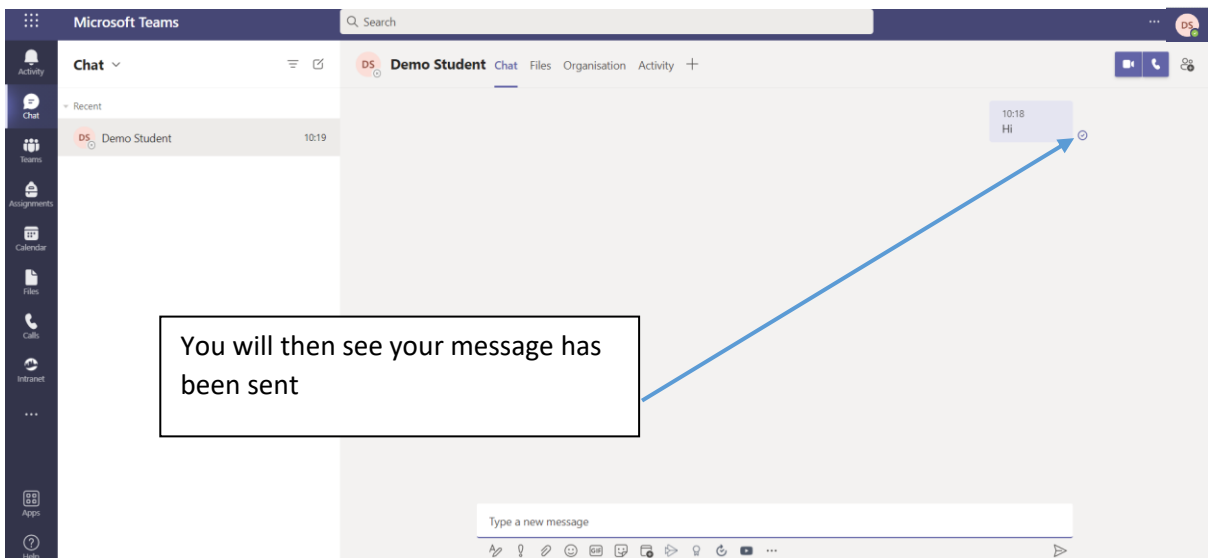 Microsoft Teams
Search
DS
Activity
Chat
Teams
Assignments
Calendar
Files
Calls
Intranet
Apps
Help
Chat
Recent
DS Demo Student 10:19
DS Demo Student Chat Files Organisation Activity
10:18
Hi
You will then see your message has
been sent
Type a new message
GIF